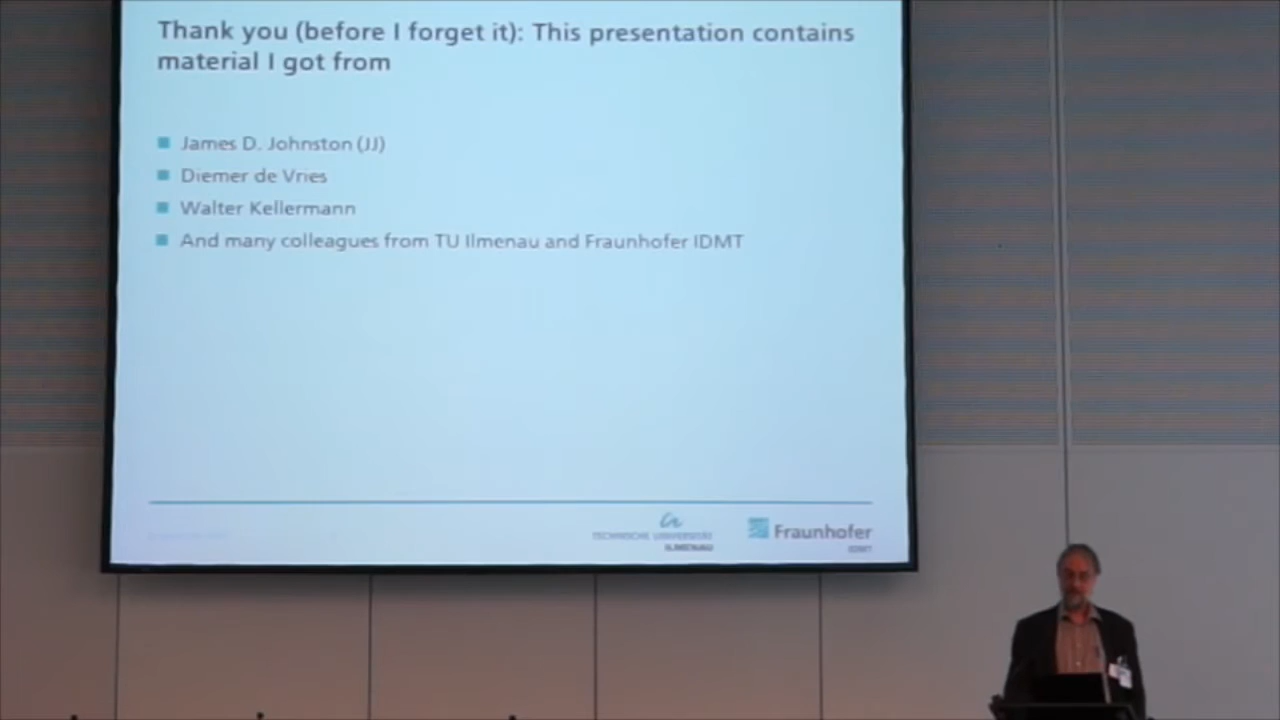 Thank you (before I forget it): This presentation contains
material I got from
James D. Johnston (JJ)
Diemer de Vries
Walter Kellermann
And many colleagues from TU Ilmenau and Fraunhofer IDMT
TECHNISCHE UNIVERSITÄT
ILMENAU
Fraunhofer
IDMT